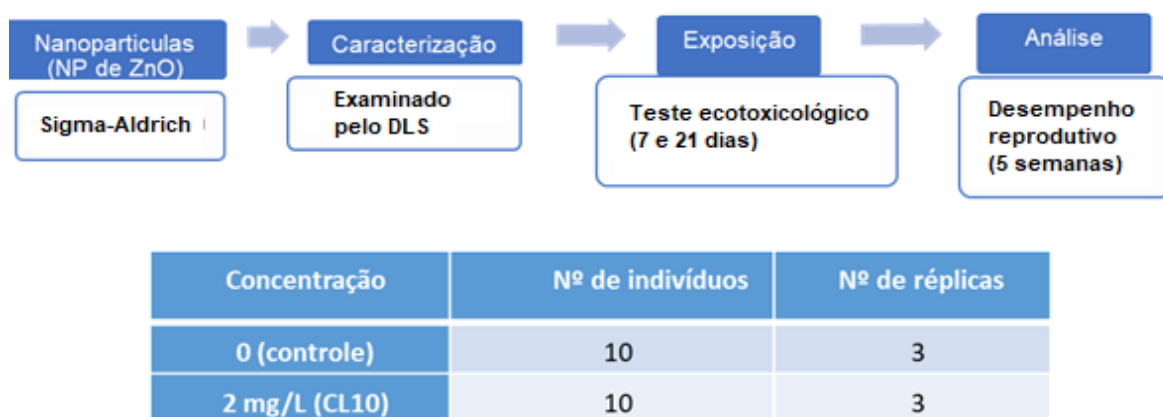 Nanoparticulas
(NP de ZnO)
Sigma-Aldrich
Caracterização
Examinado
pelo DLS
Exposição
Teste ecotoxicológico
(7 e 21 dias)
Análise
Desempenho
reprodutivo
(5 semanas)
Concentração Nº de indivíduos Nº de réplicas
0 (controle) 10 3
2 mg/L (CL10) 10 3